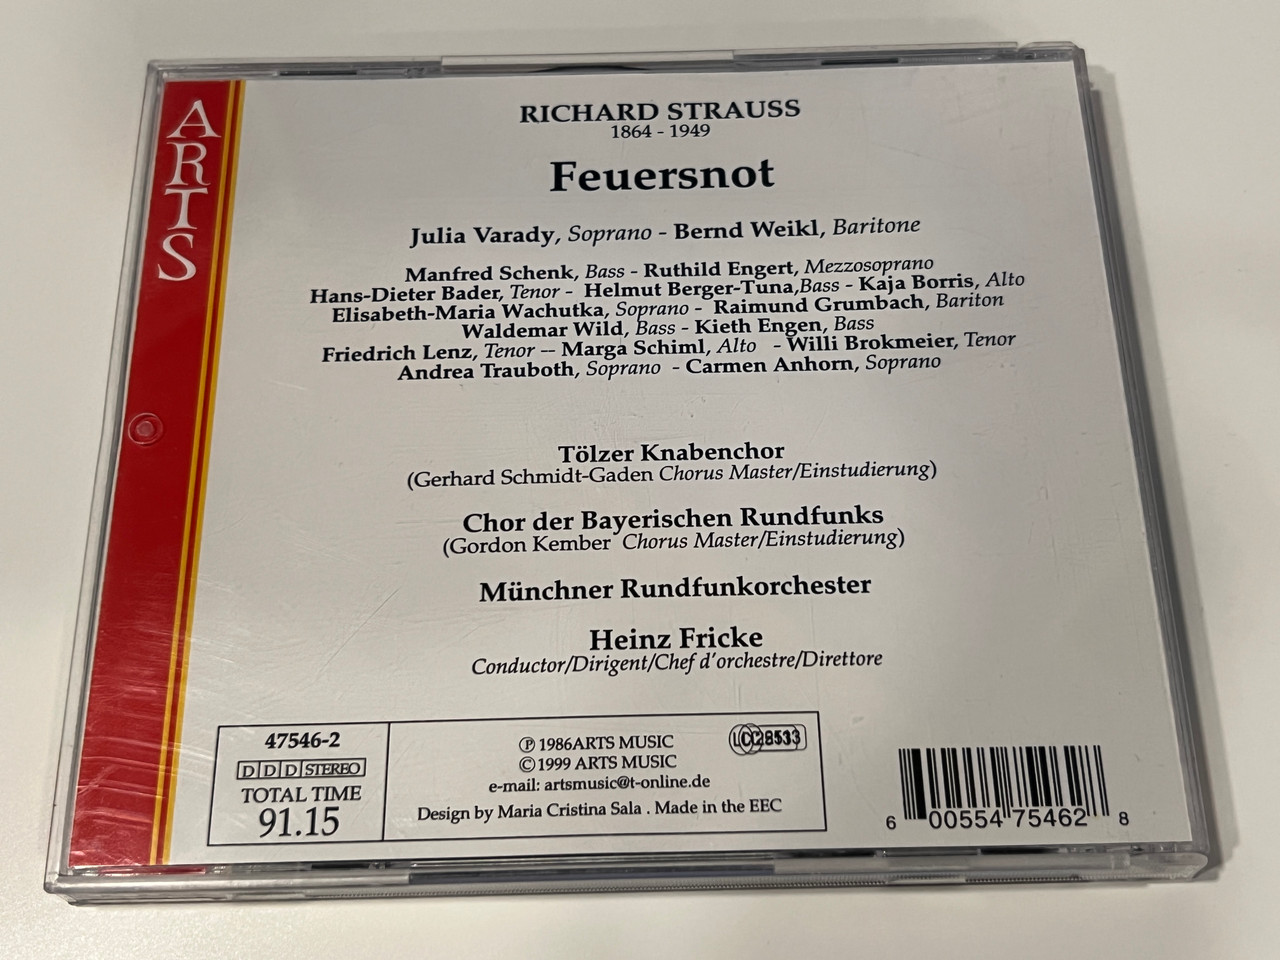 ARTS
RICHARD STRAUSS
1864 - 1949
Feuersnot
Julia Varady, Soprano - Bernd Weikl, Baritone
Manfred Schenk, Bass - Ruthild Engert, Mezzosoprano
Hans-Dieter Bader, Tenor - Helmut Berger-Tuna,Bass - Kaja Borris, Alto
Elisabeth-Maria Wachutka, Soprano - Raimund Grumbach, Bariton
Waldemar Wild, Bass - Kieth Engen, Bass
Friedrich Lenz, Tenor -- Marga Schiml, Alto - Willi Brokmeier, Tenor
Andrea Trauboth, Soprano - Carmen Anhorn, Soprano
Tölzer Knabenchor
(Gerhard Schmidt-Gaden Chorus Master/Einstudierung)
Chor der Bayerischen Rundfunks
(Gordon Kember Chorus Master/Einstudierung)
Münchner Rundfunkorchester
Heinz Fricke
Conductor/Dirigent/Chef d'orchestre/Direttore
47546-2
DDD STEREO
TOTAL TIME
91.15
℗ 1986ARTS MUSIC
© 1999 ARTS MUSIC
e-mail: artsmusic@t-online.de
Design by Maria Cristina Sala . Made in the EEC
6 00554 75462 8